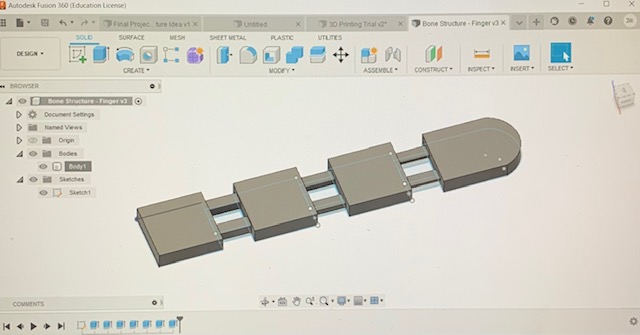 Autodesk Fusion 360 (Education License)
Final Projec... ture Idea v1
Untitled
3D Printing Trial v2*
Bone Structure - Finger v3
DESIGN
SOLID
SURFACE
MESH
SHEET METAL
PLASTIC
UTILITIES
CREATE
MODIFY
ASSEMBLE
CONSTRUCT
INSPECT
INSERT
SELECT
BROWSER
Bone Structure - Finger v3
Document Settings
Named Views
Origin
Bodies
Body1
Sketches
Sketch1
COMMENTS